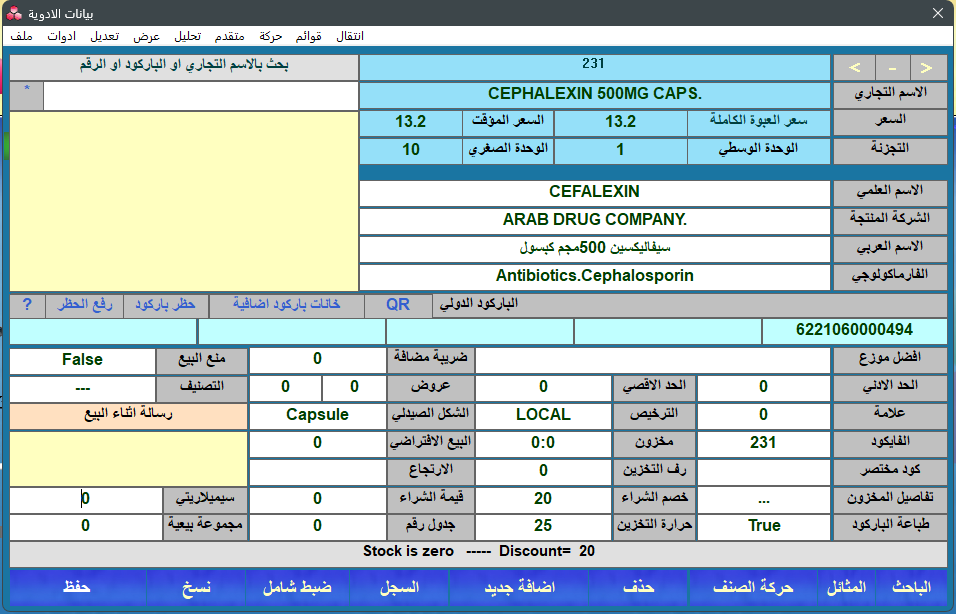 بيانات الادوية
ملف ادوات تعديل عرض تحليل متقدم حركة قوائم انتقال
< - > 231 بحث بالاسم التجاري او الباركود او الرقم
الاسم التجاري CEPHALEXIN 500MG CAPS. *
السعر سعر العبوة الكاملة 13.2 السعر المؤقت 13.2
التجزئة الوحدة الوسطي 1 الوحدة الصغري 10
الاسم العلمي CEFALEXIN
الشركة المنتجة ARAB DRUG COMPANY.
الاسم العربي سيفاليكسين 500مجم كبسول
الفارماكولوجي Antibiotics.Cephalosporin
الباركود الدولي QR خانات باركود اضافية حظر باركود رفع الحظر ?
6221060000494
افضل موزع ضريبة مضافة 0 منع البيع False
الحد الادني 0 الحد الاقصي 0 عروض 0 0 التصنيف ---
علامة 0 الترخيص LOCAL الشكل الصيدلي Capsule رسالة اثناء البيع
الفايكود 231 مخزون 0:0 البيع الافتراضي 0
كود مختصر رف التخزين 0 الارتجاع
تفاصيل المخزون ... خصم الشراء 20 قيمة الشراء 0 سيميلاريتي 0
طباعة الباركود True حرارة التخزين 25 جدول رقم 0 مجموعة بيعية 0
Stock is zero ----- Discount= 20
الباحث المثائل حركة الصنف حذف اضافة جديد السجل ضبط شامل نسخ حفظ